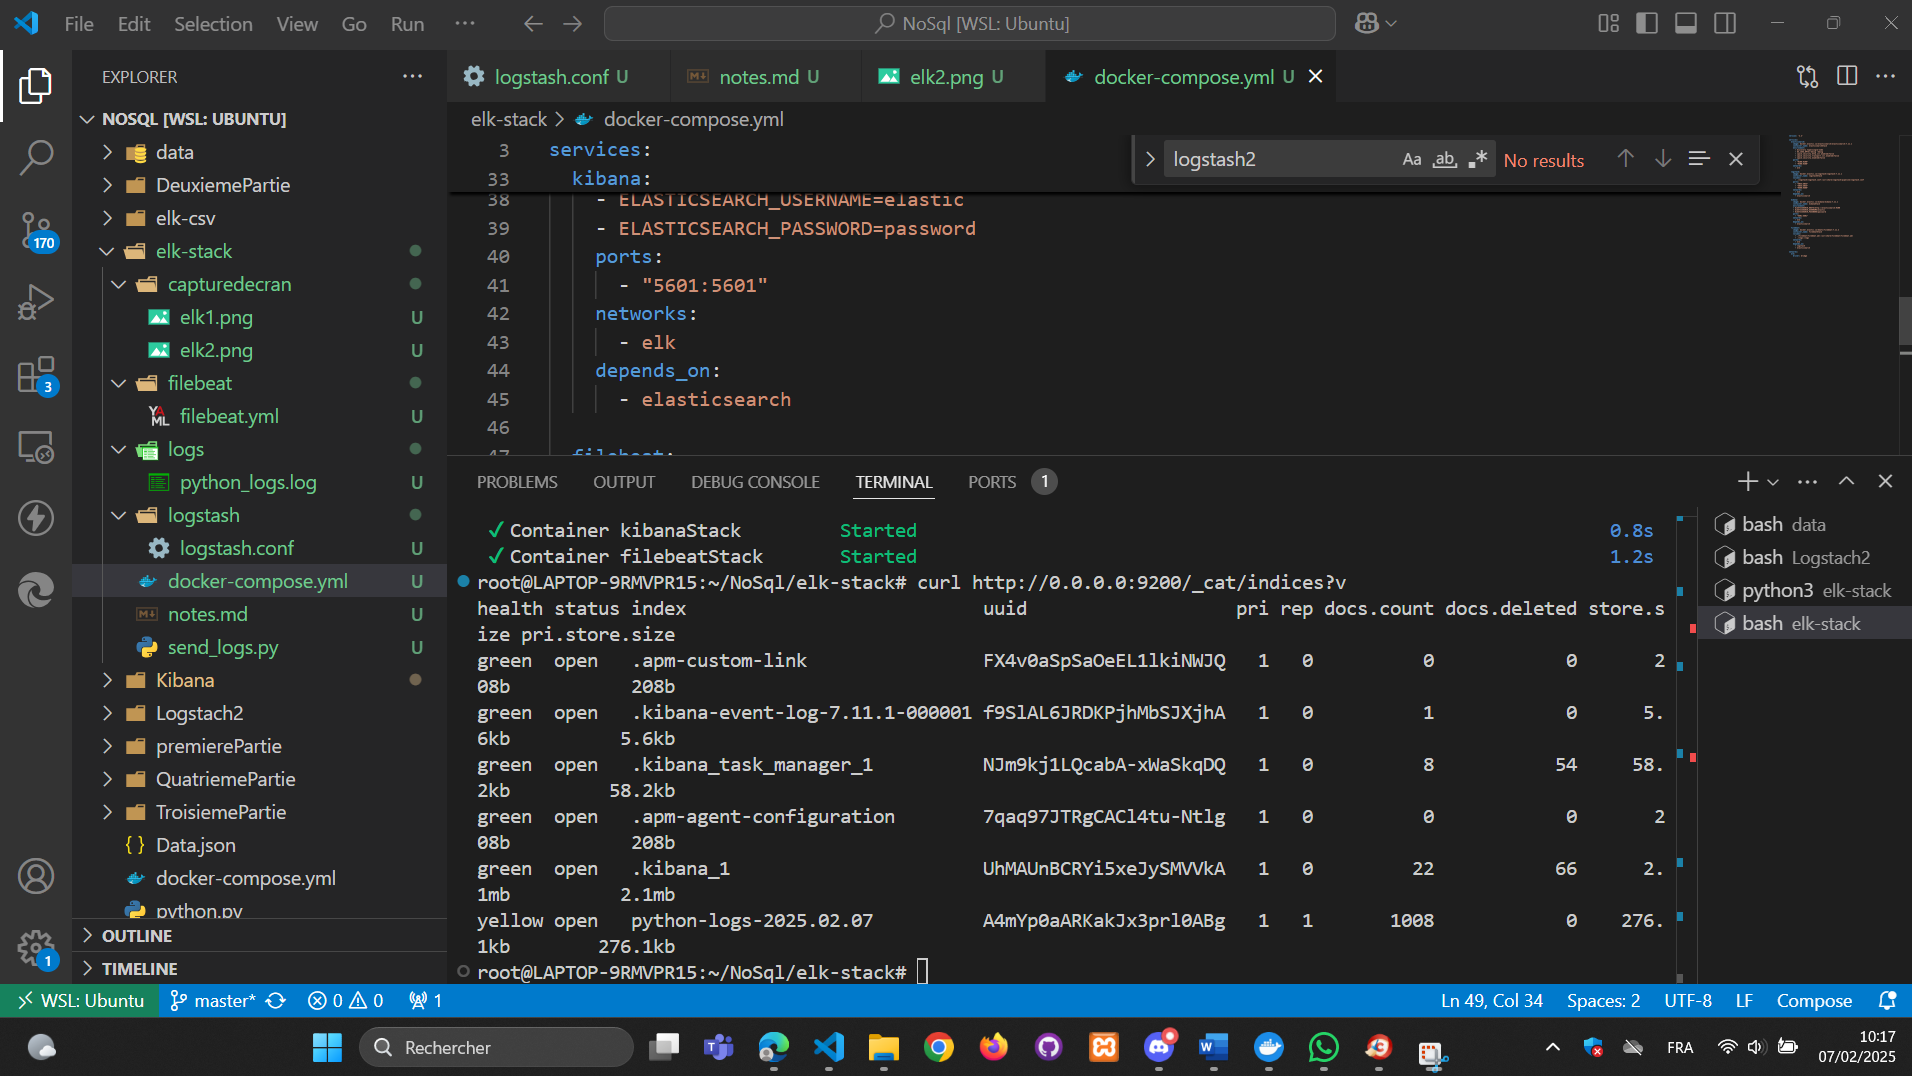 File Edit Selection View Go Run ··· NoSql [WSL: Ubuntu]
EXPLORER
NOSQL [WSL: UBUNTU]
data
DeuxiemePartie
elk-csv
elk-stack
capturedecran
elk1.png U
elk2.png U
filebeat
YAML filebeat.yml U
logs
python_logs.log U
logstash
logstash.conf U
docker-compose.yml U
notes.md U
send_logs.py U
Kibana
Logstach2
premierePartie
QuatriemePartie
TroisiemePartie
{} Data.json
docker-compose.yml
python.py
OUTLINE
TIMELINE
170
3
1
logstash.conf U notes.md U elk2.png U docker-compose.yml U
elk-stack > docker-compose.yml
logstash2 Aa ab .* No results
3 services:
33 kibana:
38 - ELASTICSEARCH_USERNAME=elastic
39 - ELASTICSEARCH_PASSWORD=password
40 ports:
41 - "5601:5601"
42 networks:
43 - elk
44 depends_on:
45 - elasticsearch
46
47 filebeat:
PROBLEMS OUTPUT DEBUG CONSOLE TERMINAL PORTS 1
✓ Container kibanaStack Started 0.8s
✓ Container filebeatStack Started 1.2s
root@LAPTOP-9RMVPR15:~/NoSql/elk-stack# curl http://0.0.0.0:9200/_cat/indices?v
health status index uuid pri rep docs.count docs.deleted store.s
ize pri.store.size
green open .apm-custom-link FX4v0aSpSaOeEL1lkiNWJQ 1 0 0 0 2
08b 208b
green open .kibana-event-log-7.11.1-000001 f9SlAL6JRDKPjhMbSJXjhA 1 0 1 0 5.
6kb 5.6kb
green open .kibana_task_manager_1 NJm9kj1LQcabA-xWaSkqDQ 1 0 8 54 58.
2kb 58.2kb
green open .apm-agent-configuration 7qaq97JTRgCACl4tu-Ntlg 1 0 0 0 2
08b 208b
green open .kibana_1 UhMAUnBCRYi5xeJySMVVkA 1 0 22 66 2.
1mb 2.1mb
yellow open python-logs-2025.02.07 A4mYp0aARKakJx3prl0ABg 1 1 1008 0 276.
1kb 276.1kb
root@LAPTOP-9RMVPR15:~/NoSql/elk-stack#
bash data
bash Logstach2
python3 elk-stack
bash elk-stack
WSL: Ubuntu master* 0 0 1 Ln 49, Col 34 Spaces: 2 UTF-8 LF Compose
Rechercher FRA 10:17
07/02/2025